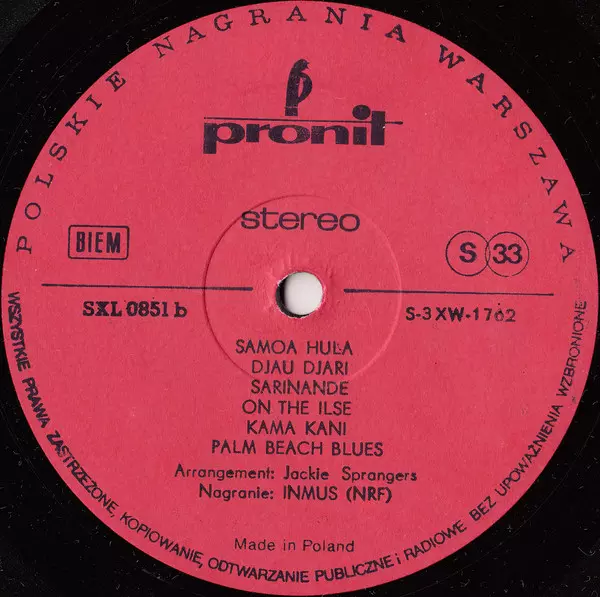 POLSKIE NAGRANIA WARSZAWA
pronit
stereo
BIEM
S 33
SXL 0851 b
S-3XW-1762
SAMOA HULA
DJAU DJARI
SARINANDE
ON THE ILSE
KAMA KANI
PALM BEACH BLUES
Arrangement: Jackie Sprangers
Nagranie: INMUS (NRF)
Made in Poland
WSZYSTKIE PRAWA ZASTRZEŻONE, KOPIOWANIE, ODTWARZANIE PUBLICZNE i RADIOWE BEZ UPOWAŻNIENIA WZBRONIONE